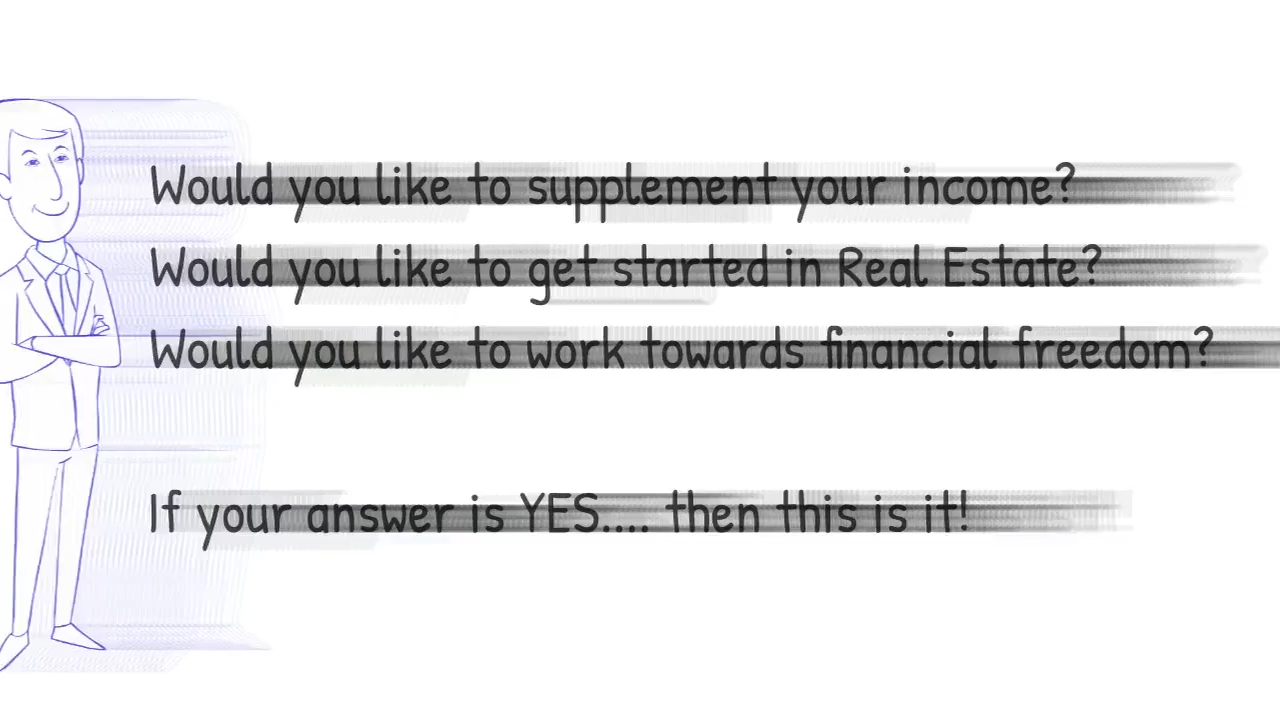 Would you like to supplement your income?
Would you like to get started in Real Estate?
Would you like to work towards financial freedom?
If your answer is YES.... then this is it!